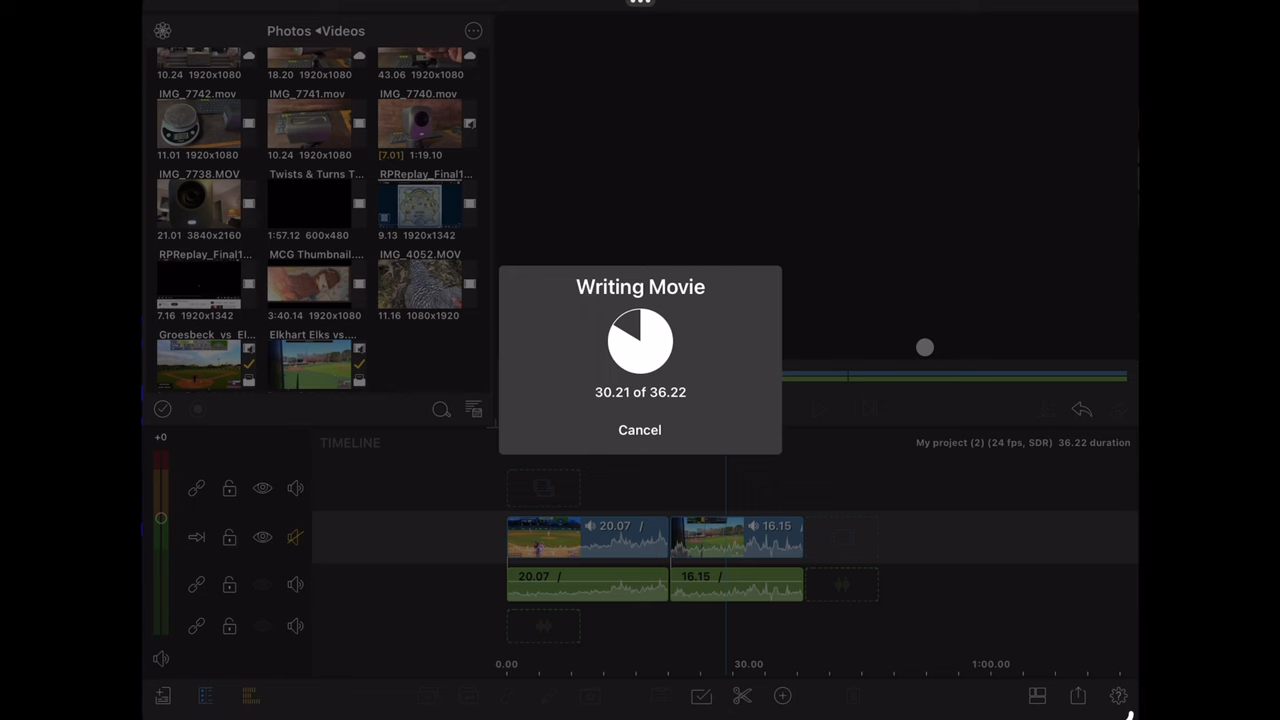 Photos ◂Videos
10.24 1920x1080
18.20 1920x1080
43.06 1920x1080
IMG_7742.mov
IMG_7741.mov
IMG_7740.mov
11.01 1920x1080
10.24 1920x1080
[7.01] 1:19.10
IMG_7738.MOV
Twists & Turns T...
RPReplay_Final1...
21.01 3840x2160
1:57.12 600x480
9.13 1920x1342
RPReplay_Final1...
MCG Thumbnail....
IMG_4052.MOV
7.16 1920x1342
3:40.14 1920x1080
11.16 1080x1920
Groesbeck vs El...
Elkhart Elks vs....
Writing Movie
30.21 of 36.22
Cancel
+0
TIMELINE
My project (2) (24 fps, SDR) 36.22 duration
20.07 /
16.15 /
20.07 /
16.15 /
0.00
30.00
1:00.00